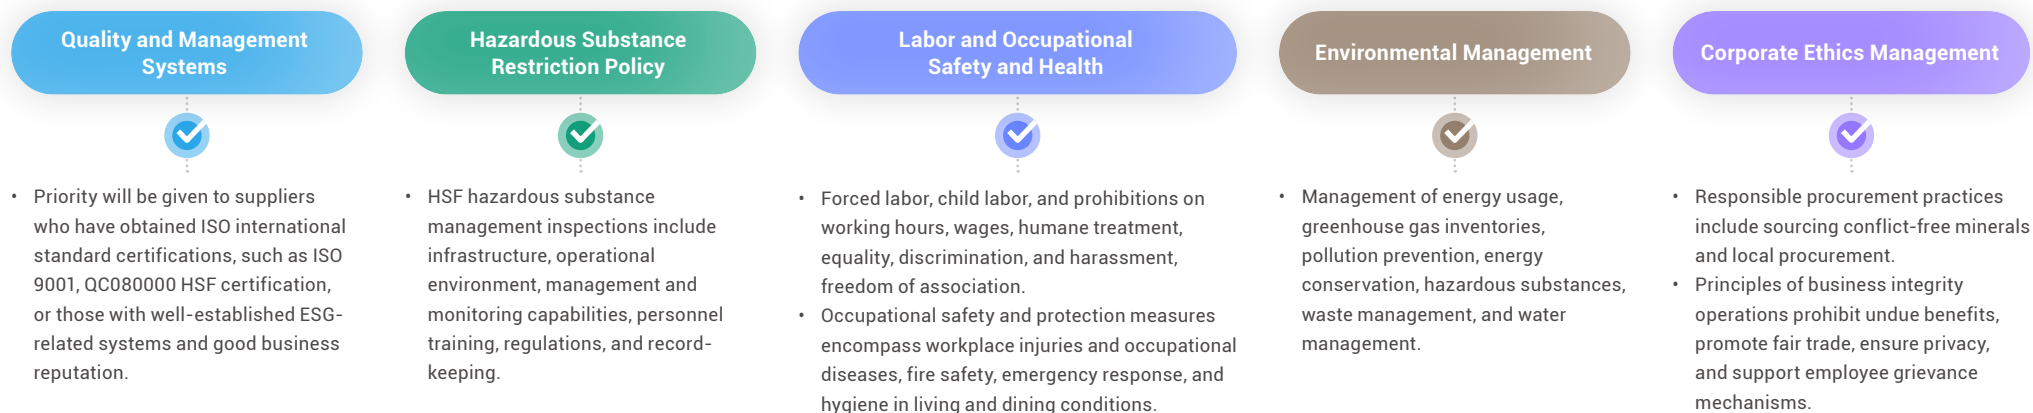 Quality and Management
Systems
• Priority will be given to suppliers
who have obtained ISO international
standard certifications, such as ISO
9001, QC080000 HSF certification,
or those with well-established ESG-
related systems and good business
reputation.
Hazardous Substance
Restriction Policy
• HSF hazardous substance
management inspections include
infrastructure, operational
environment, management and
monitoring capabilities, personnel
training, regulations, and record-
keeping.
Labor and Occupational
Safety and Health
• Forced labor, child labor, and prohibitions on
working hours, wages, humane treatment,
equality, discrimination, and harassment,
freedom of association.
• Occupational safety and protection measures
encompass workplace injuries and occupational
diseases, fire safety, emergency response, and
hygiene in living and dining conditions.
Environmental Management
• Management of energy usage,
greenhouse gas inventories,
pollution prevention, energy
conservation, hazardous substances,
waste management, and water
management.
Corporate Ethics Management
• Responsible procurement practices
include sourcing conflict-free minerals
and local procurement.
• Principles of business integrity
operations prohibit undue benefits,
promote fair trade, ensure privacy,
and support employee grievance
mechanisms.